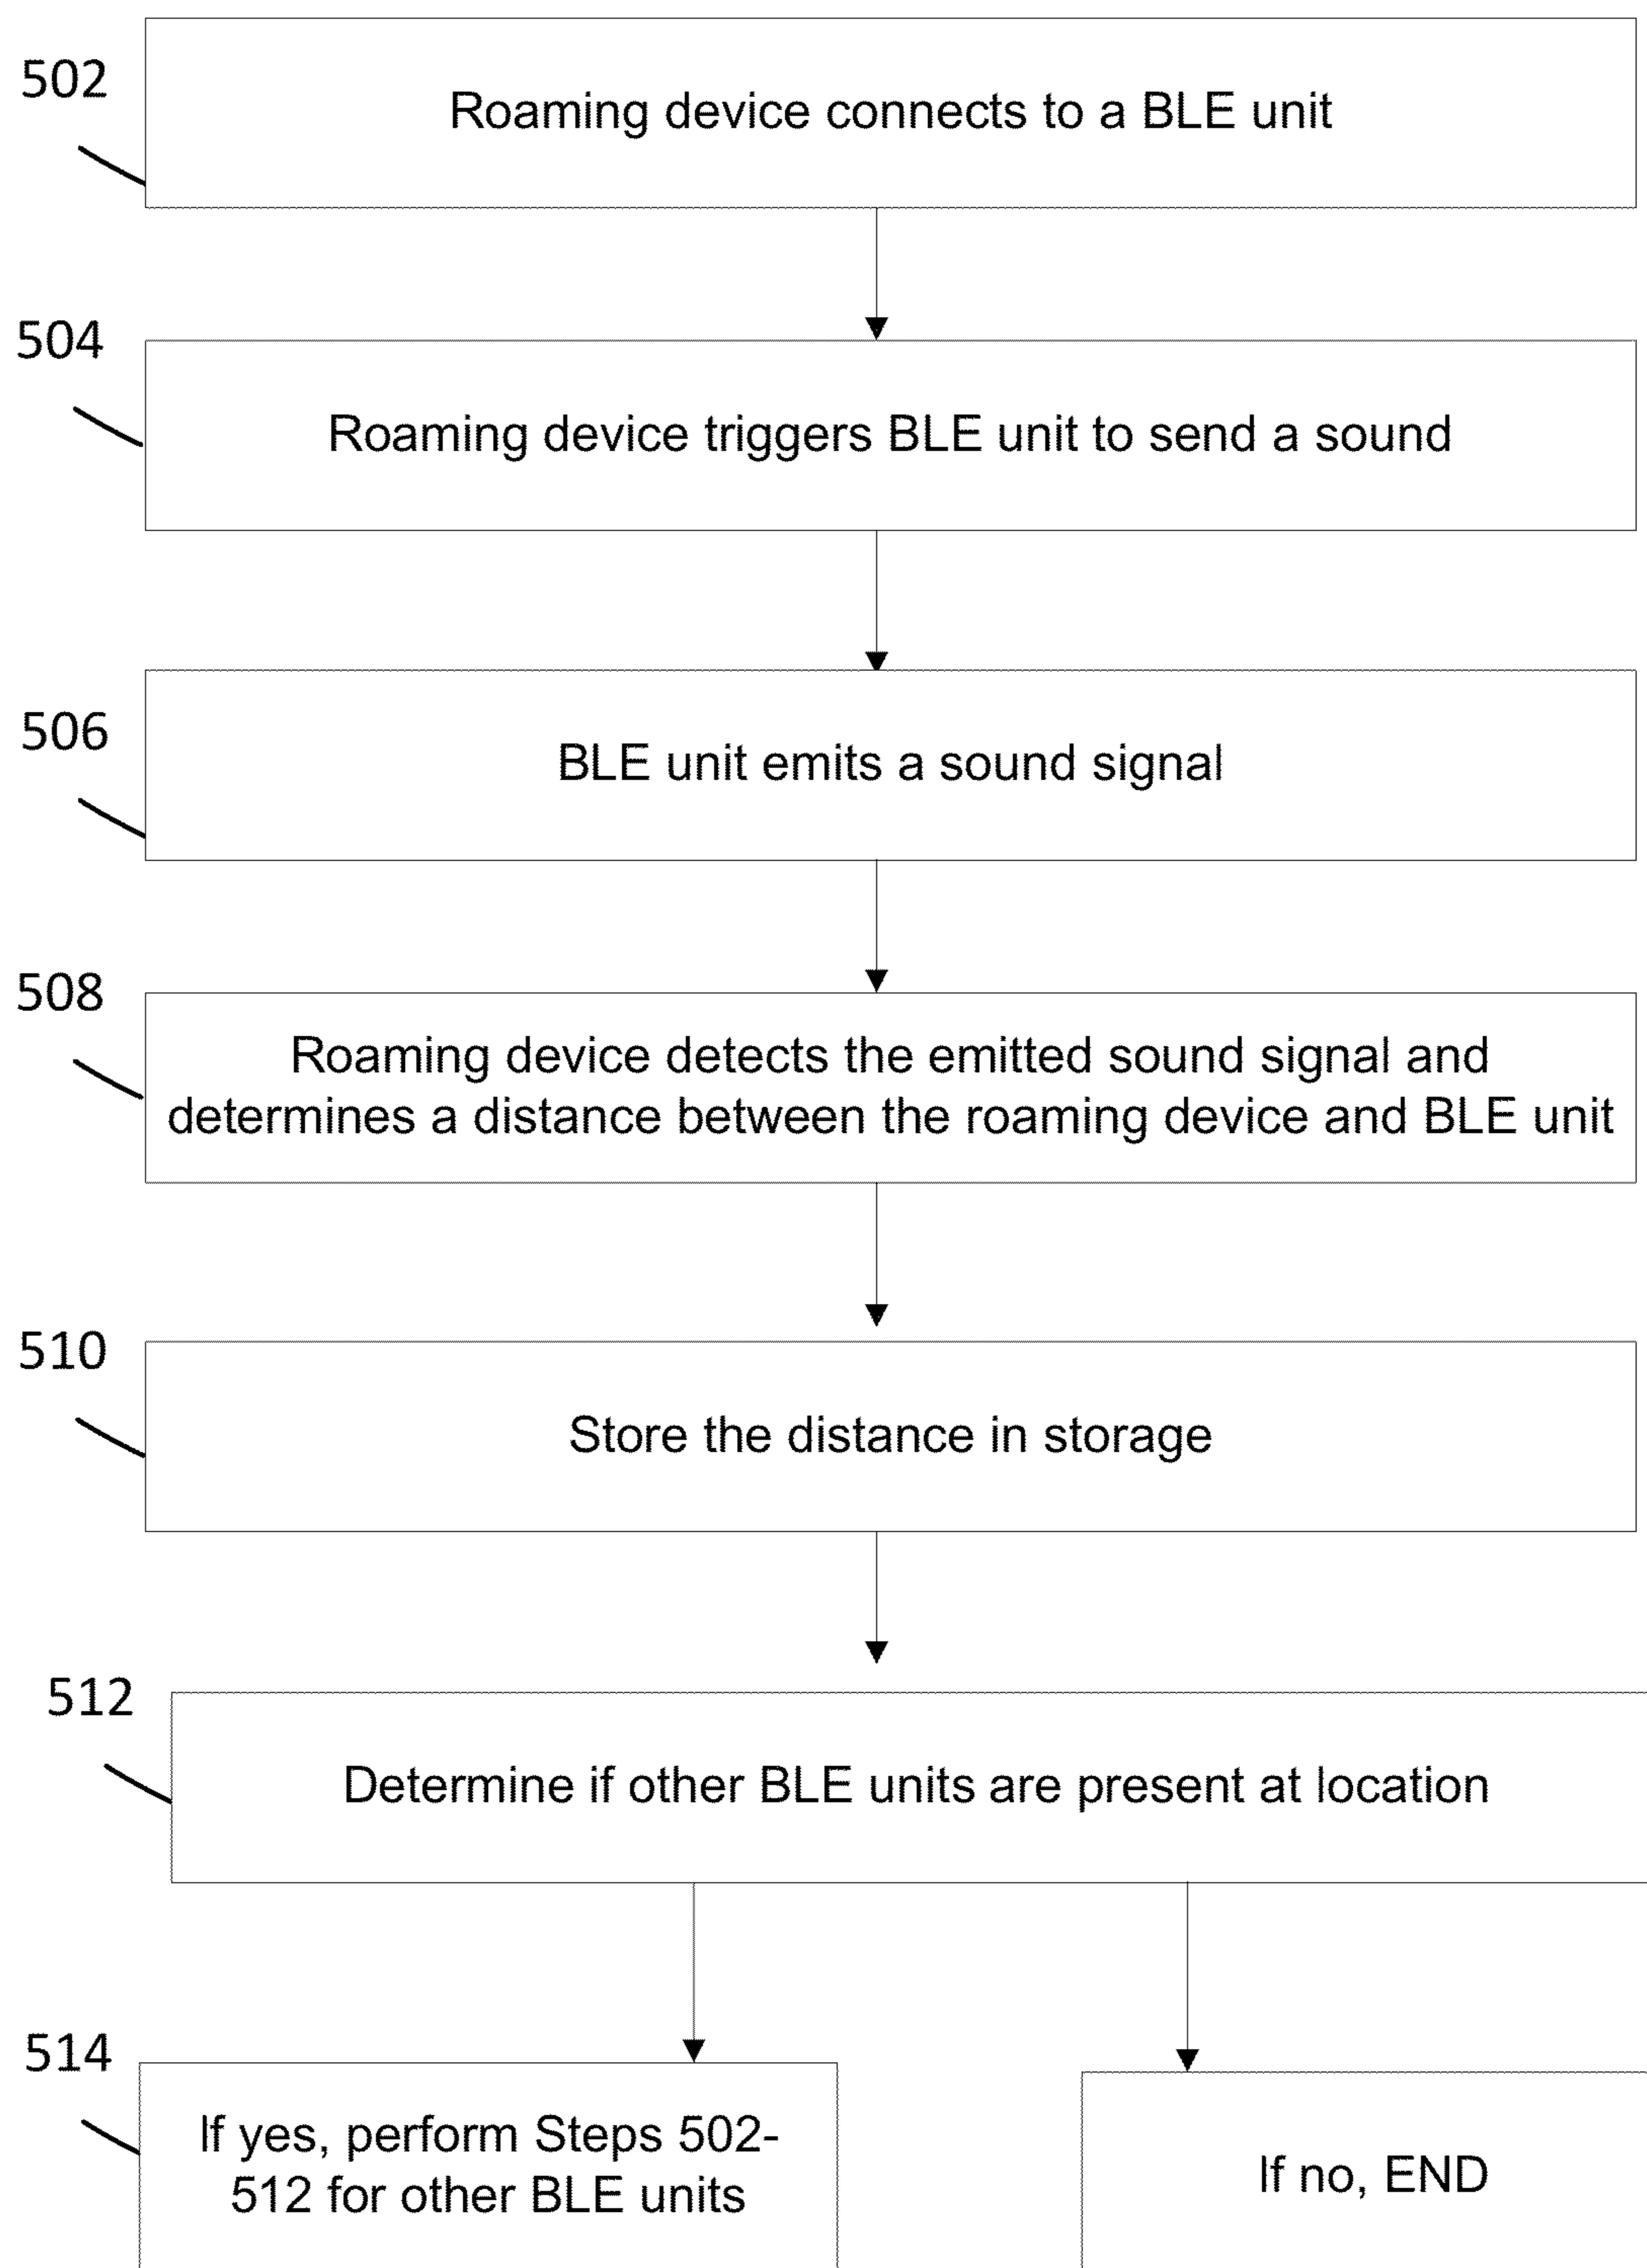 502
Roaming device connects to a BLE unit
504
Roaming device triggers BLE unit to send a sound
506
BLE unit emits a sound signal
508
Roaming device detects the emitted sound signal and
determines a distance between the roaming device and BLE unit
510
Store the distance in storage
512
Determine if other BLE units are present at location
514
If yes, perform Steps 502-
512 for other BLE units
If no, END